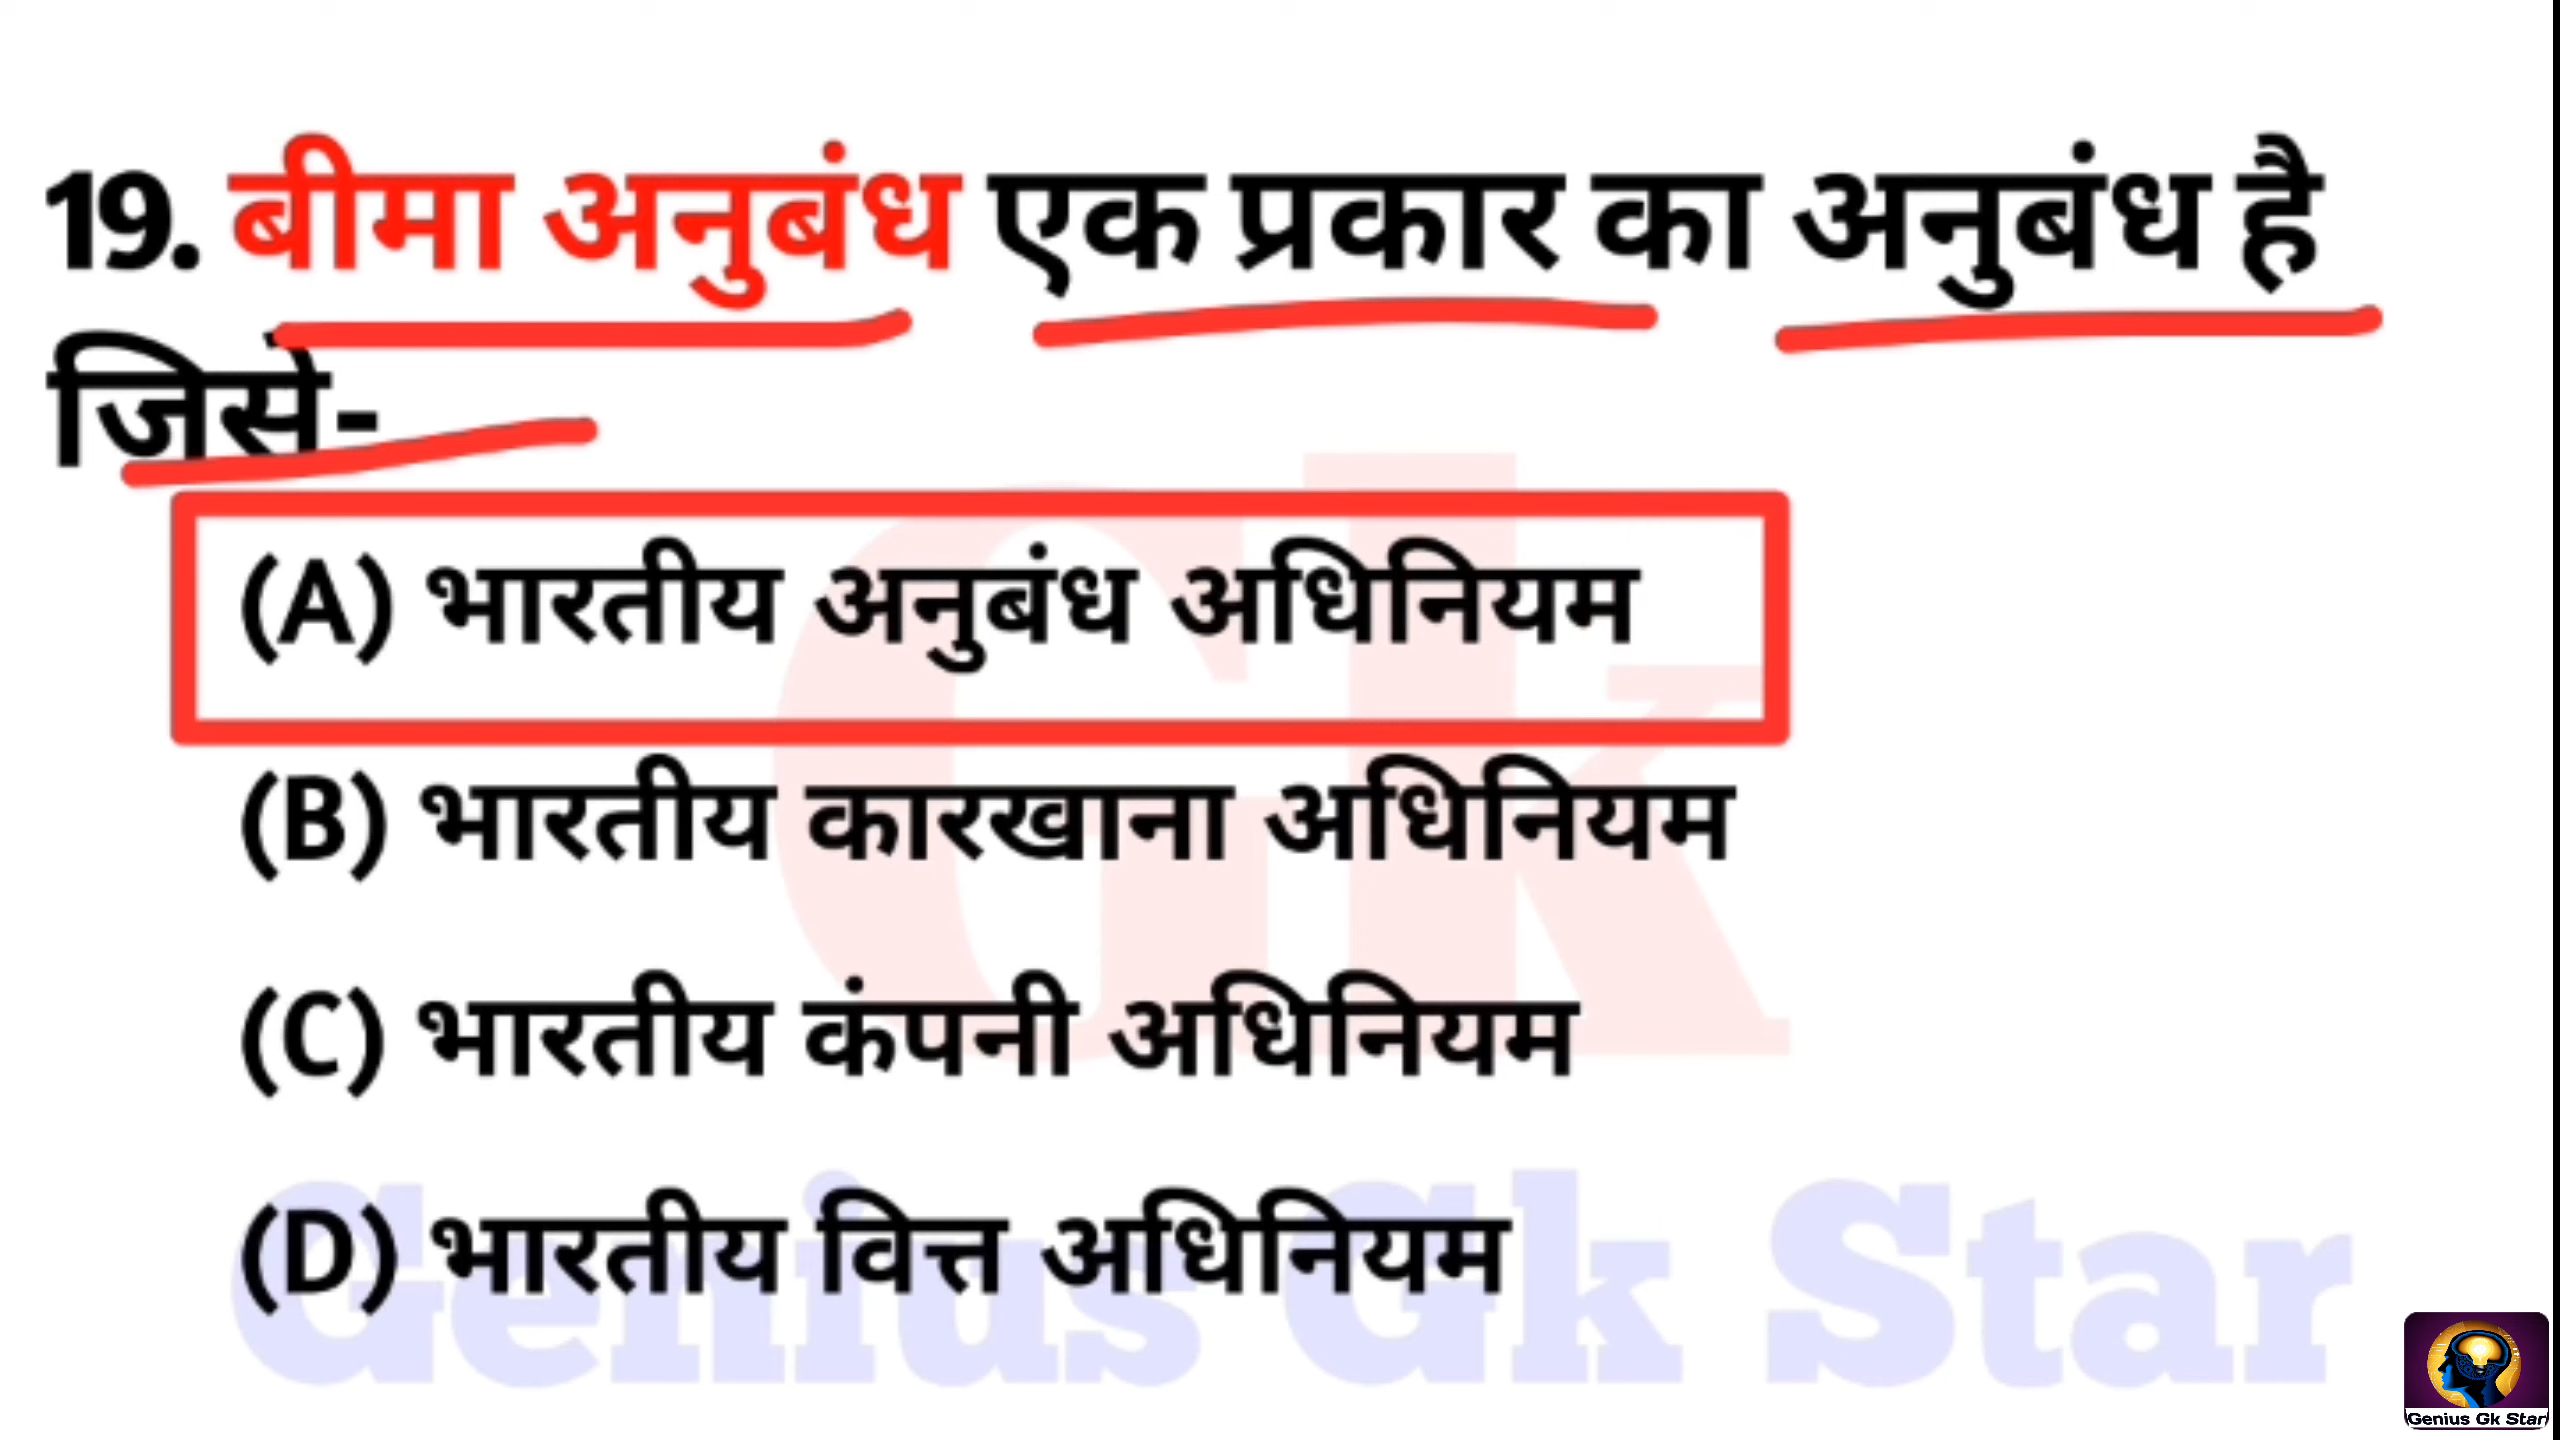 19. बीमा अनुबंध एक प्रकार का अनुबंध है
जिसे-
(A) भारतीय अनुबंध अधिनियम
(B) भारतीय कारखाना अधिनियम
(C) भारतीय कंपनी अधिनियम
(D) भारतीय वित्त अधिनियम
Gk
Genius Gk Star
Genius Gk Star